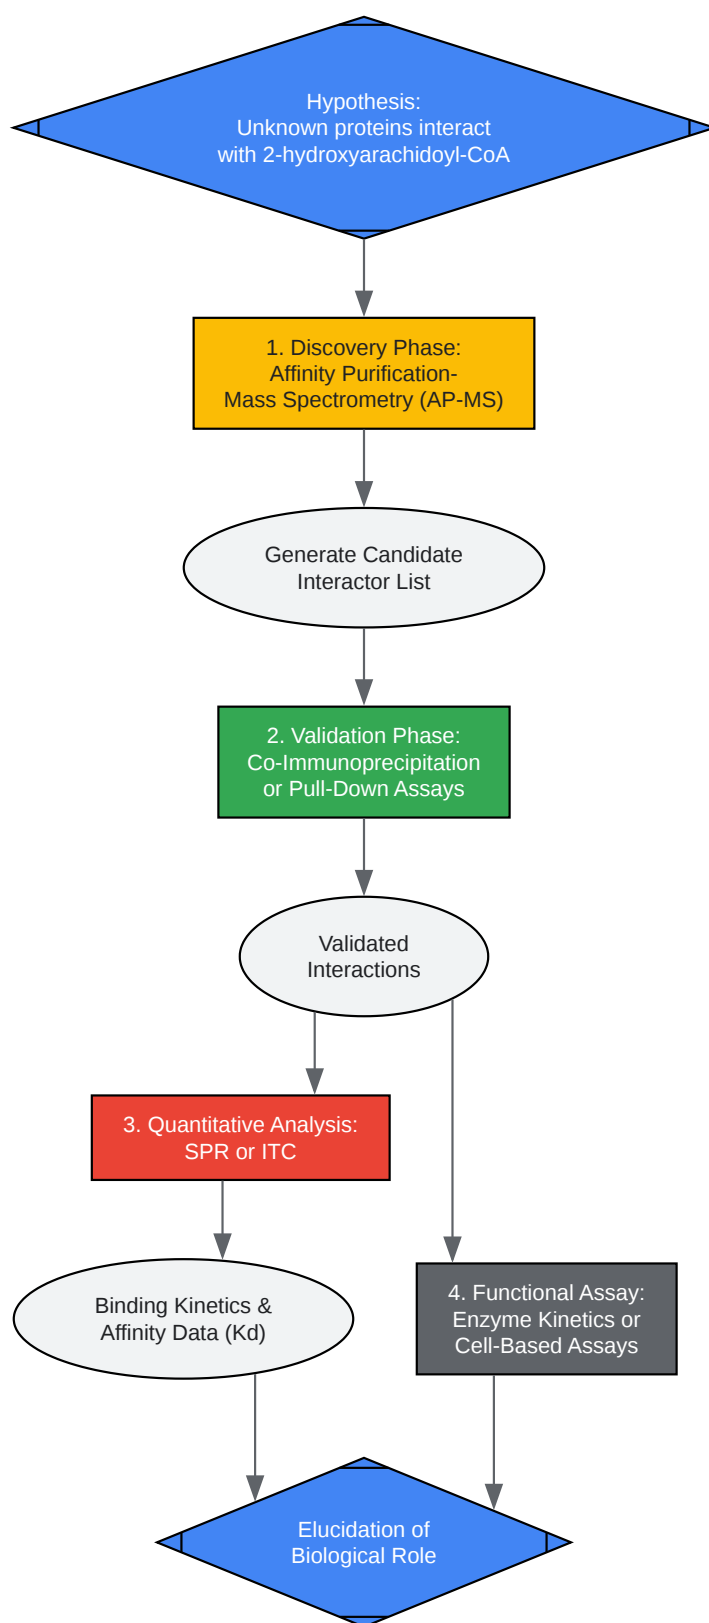 Hypothesis:
Unknown proteins interact
with 2-hydroxyarachidoyl-CoA
1. Discovery Phase:
Affinity Purification-
Mass Spectrometry (AP-MS)
Generate Candidate
Interactor List
2. Validation Phase:
Co-Immunoprecipitation
or Pull-Down Assays
Validated
Interactions
3. Quantitative Analysis:
SPR or ITC
Binding Kinetics &
Affinity Data (Kd)
4. Functional Assay:
Enzyme Kinetics or
Cell-Based Assays
Elucidation of
Biological Role